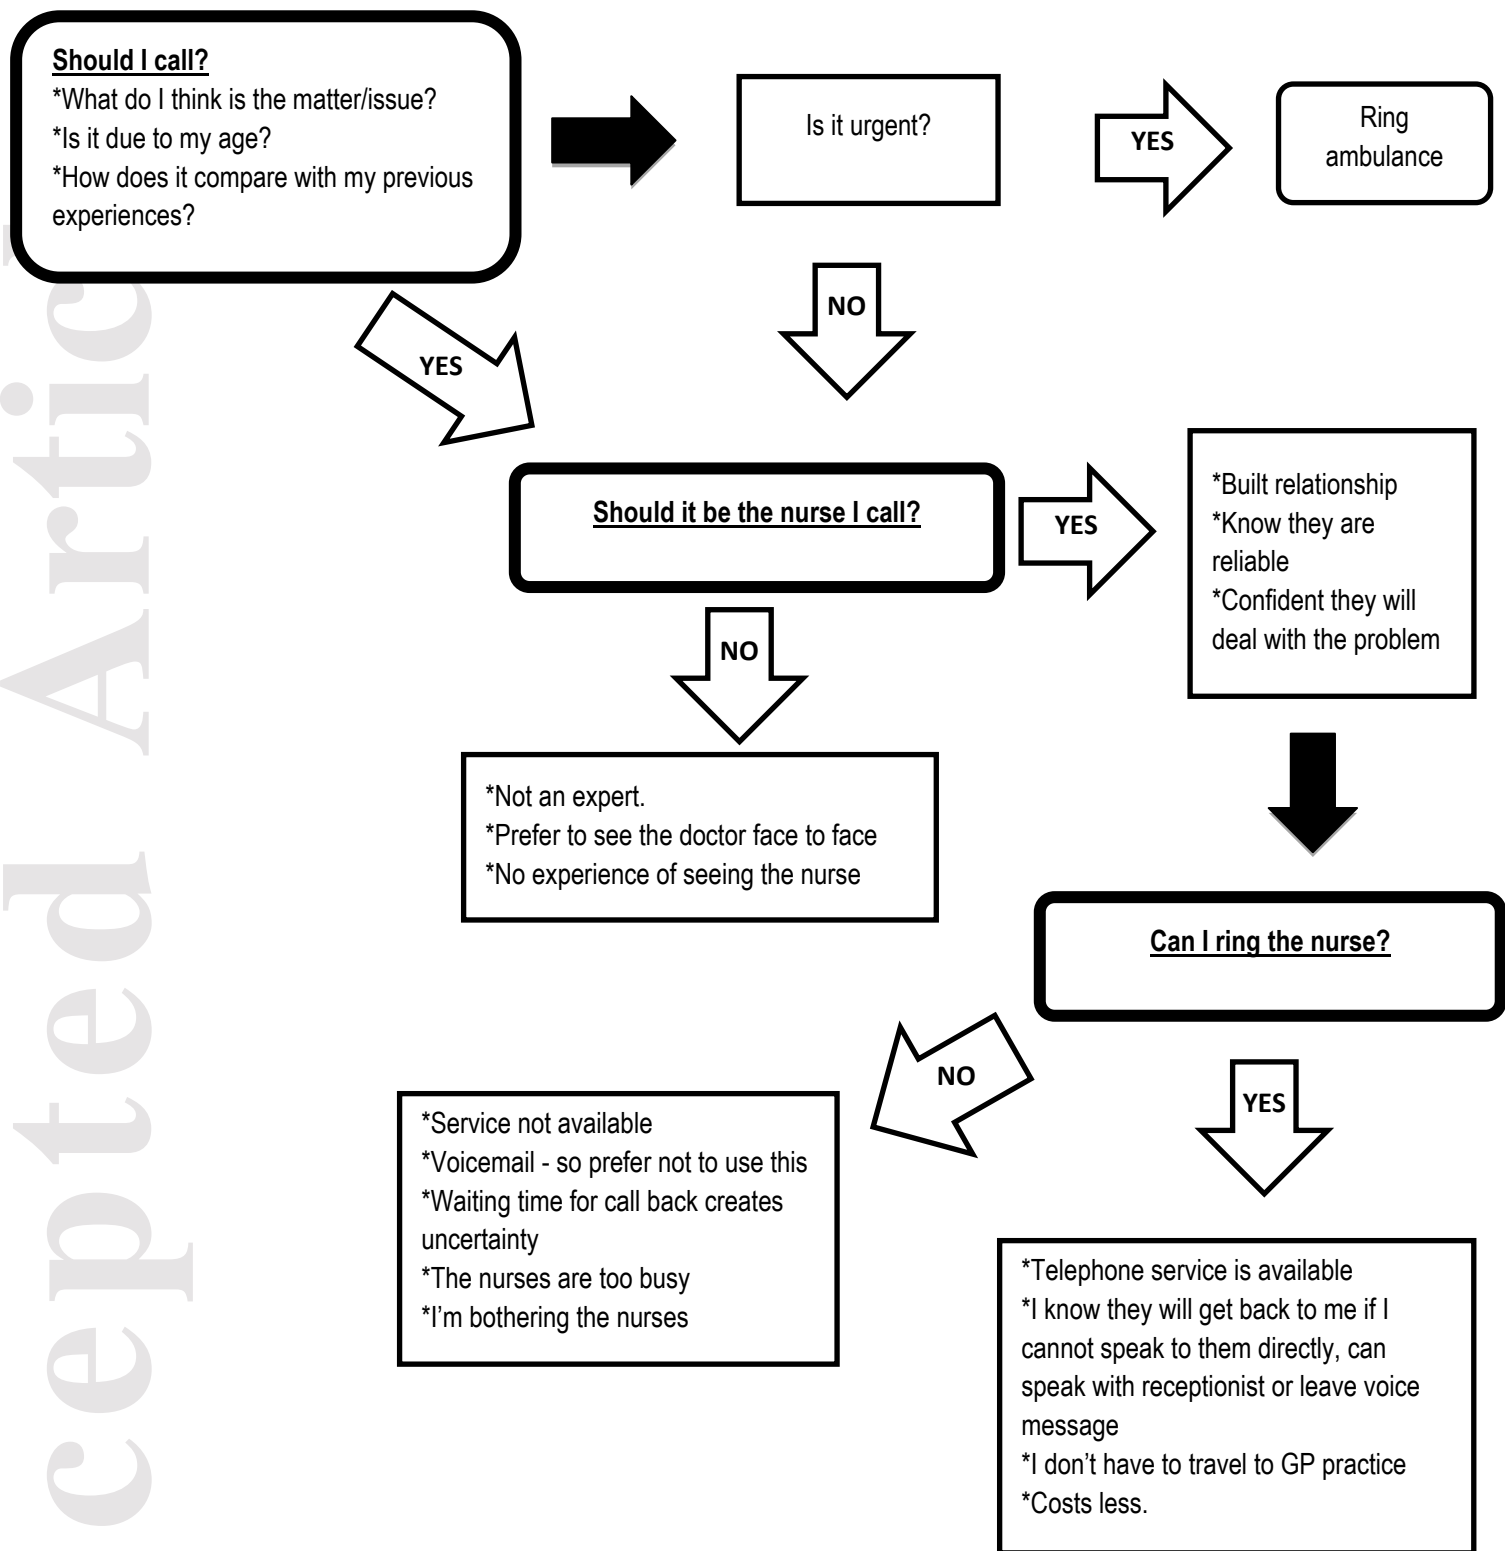 Should I call?
*What do I think is the matter/issue?
*Is it due to my age?
*How does it compare with my previous
experiences?
Is it urgent?
YES
Ring
ambulance
YES
NO
Should it be the nurse I call?
YES
*Built relationship
*Know they are
reliable
*Confident they will
deal with the problem
NO
*Not an expert.
*Prefer to see the doctor face to face
*No experience of seeing the nurse
Can I ring the nurse?
NO
*Service not available
*Voicemail - so prefer not to use this
*Waiting time for call back creates
uncertainty
*The nurses are too busy
*I'm bothering the nurses
YES
*Telephone service is available
*I know they will get back to me if I
cannot speak to them directly, can
speak with receptionist or leave voice
message
*I don't have to travel to GP practice
*Costs less.
cepted Artic